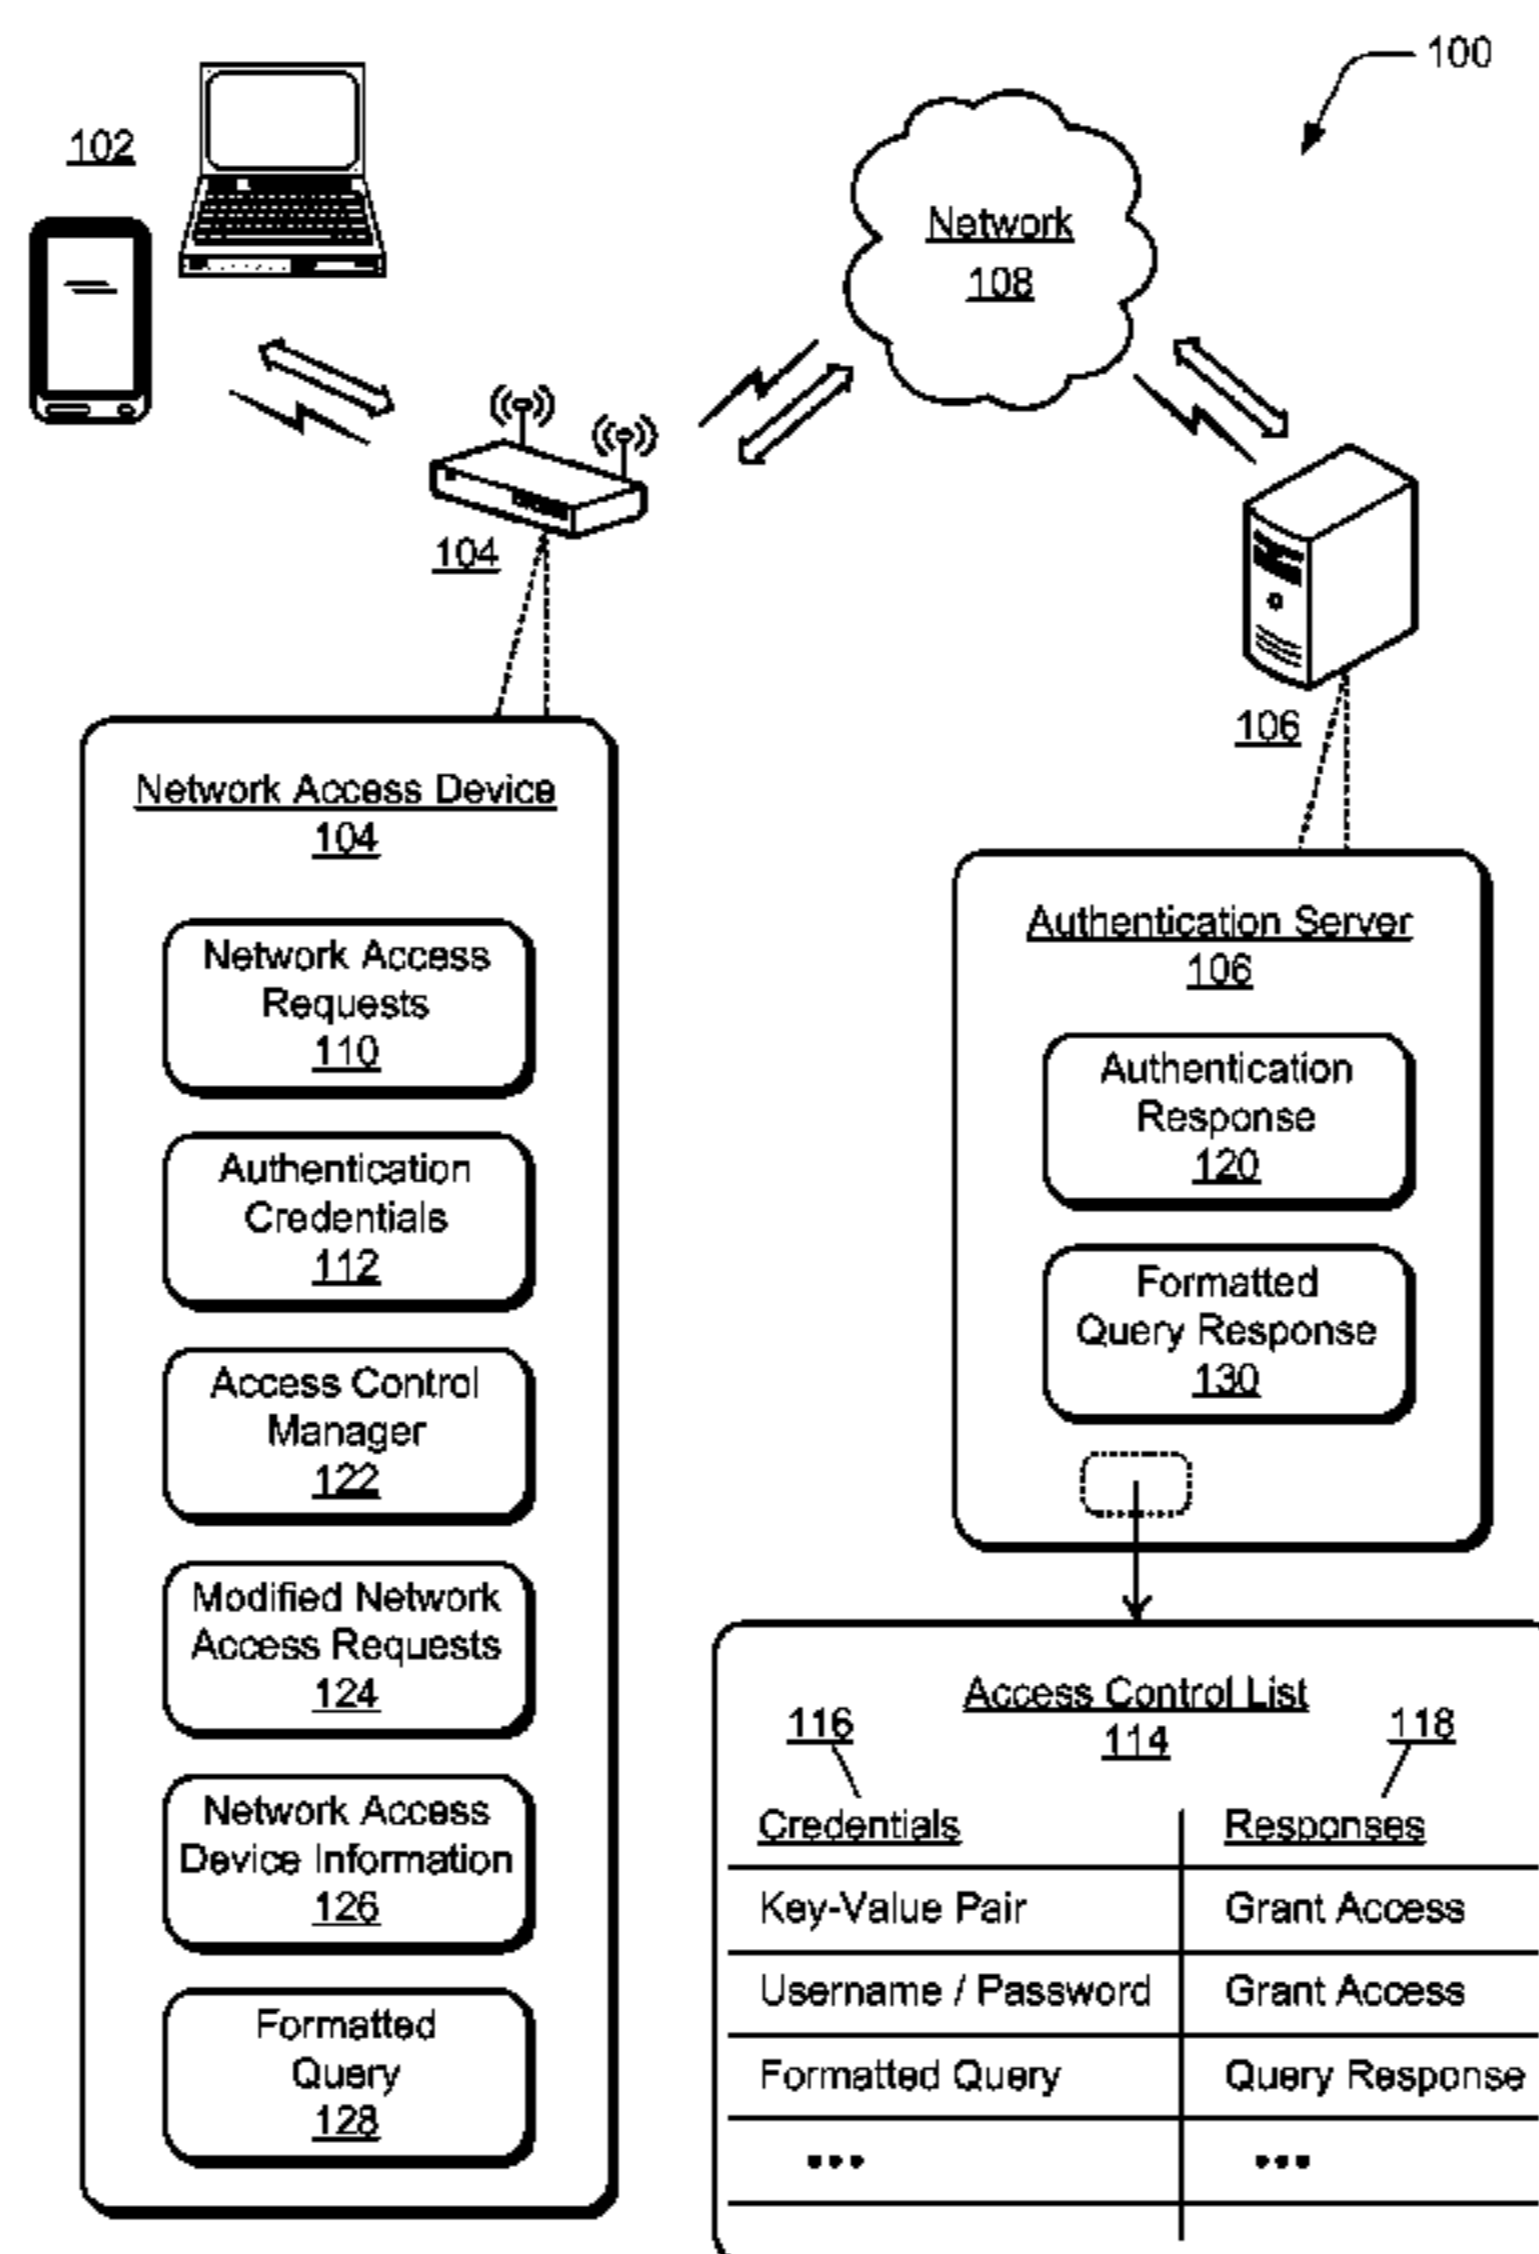 100
102
Network
108
104
106
Network Access Device
104
Network Access
Requests
110
Authentication
Credentials
112
Access Control
Manager
122
Modified Network
Access Requests
124
Network Access
Device Information
126
Formatted
Query
128
Authentication Server
106
Authentication
Response
120
Formatted
Query Response
130
Access Control List
114
116
118
Credentials Responses
Key-Value Pair Grant Access
Username / Password Grant Access
Formatted Query Query Response
••• •••